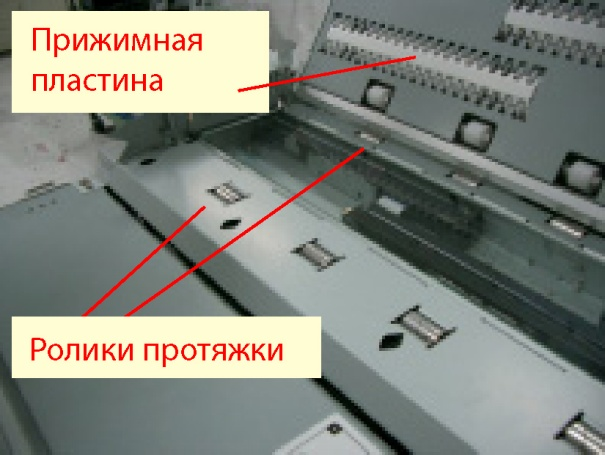 Прижимная
пластина
Ролики протяжки